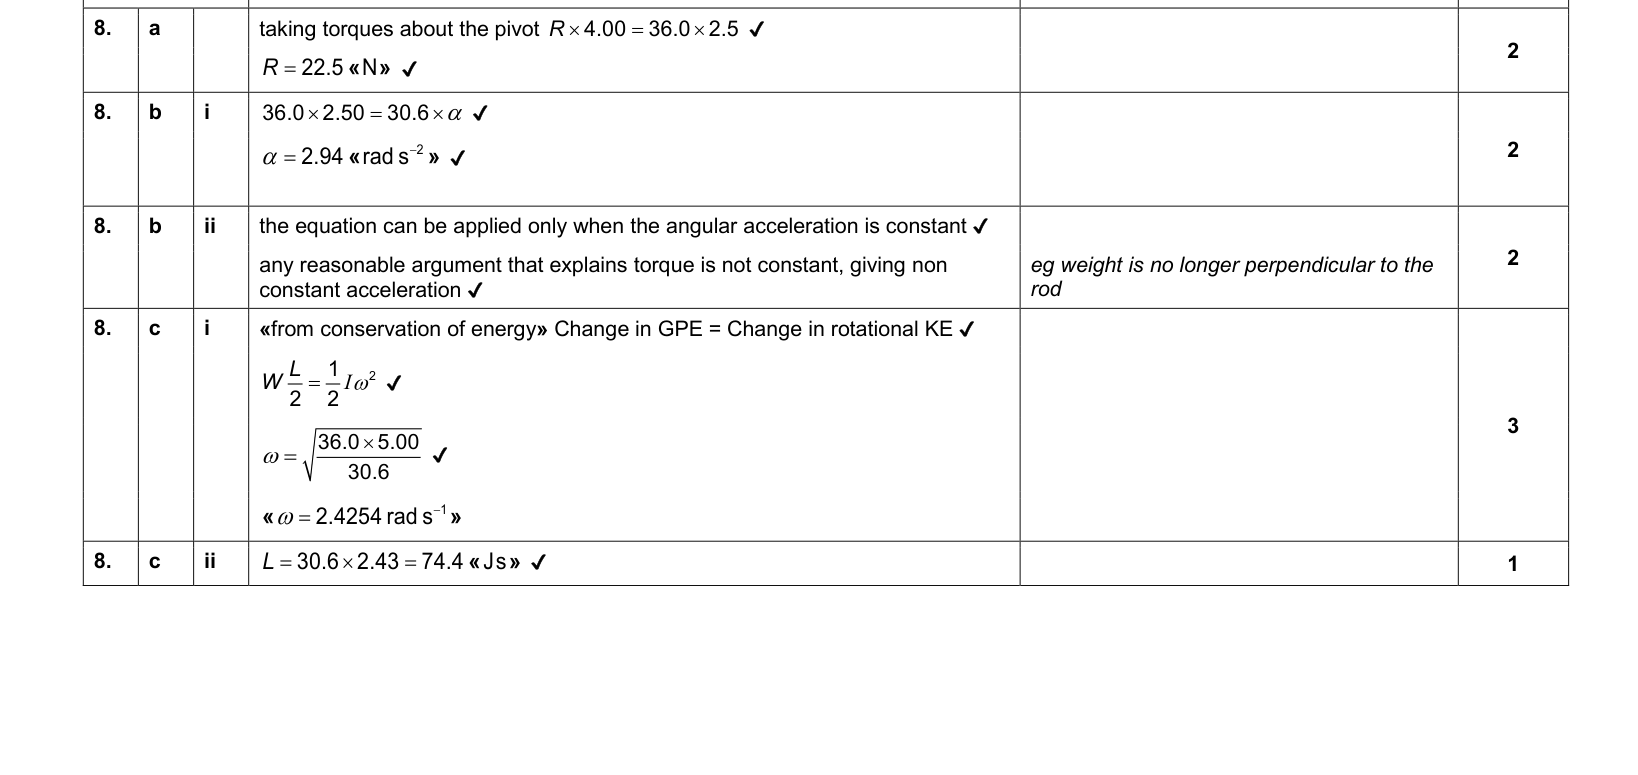 8. a taking torques about the pivot R × 4.00 = 36.0 × 2.5 ✓ 2
R = 22.5 «N» ✓
8. b i 36.0 × 2.50 = 30.6 × α ✓ 2
α = 2.94 «rad s⁻²» ✓
8. b ii the equation can be applied only when the angular acceleration is constant ✓ 2
any reasonable argument that explains torque is not constant, giving non
constant acceleration ✓
eg weight is no longer perpendicular to the
rod
8. c i «from conservation of energy» Change in GPE = Change in rotational KE ✓ 3
W L/2 = 1/2 Iω² ✓
ω = √(36.0 × 5.00 / 30.6) ✓
«ω = 2.4254 rad s⁻¹»
8. c ii L = 30.6 × 2.43 = 74.4 «Js» ✓ 1